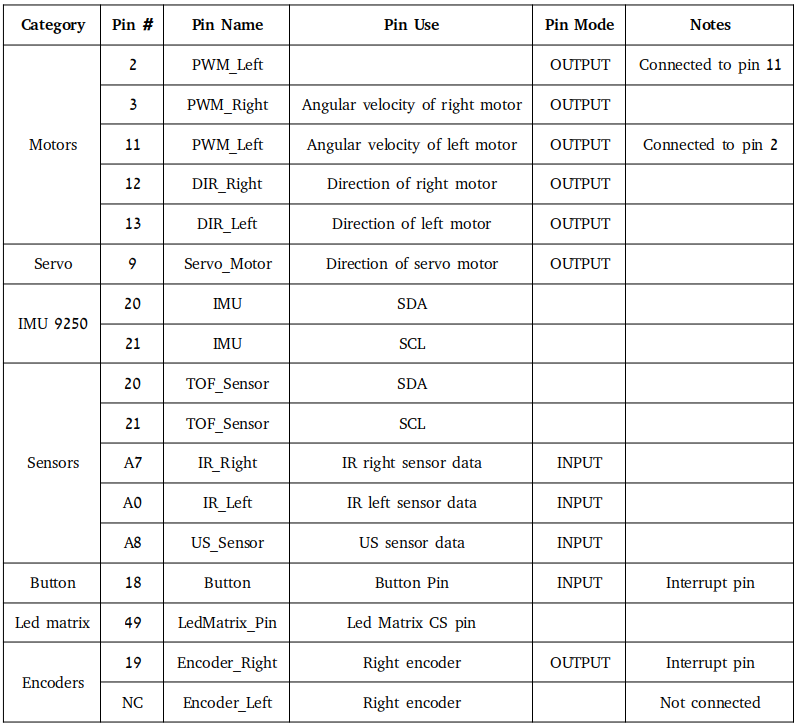 Category Pin # Pin Name Pin Use Pin Mode Notes
2 PWM_Left OUTPUT Connected to pin 11
3 PWM_Right Angular velocity of right motor OUTPUT
Motors 11 PWM_Left Angular velocity of left motor OUTPUT Connected to pin 2
12 DIR_Right Direction of right motor OUTPUT
13 DIR_Left Direction of left motor OUTPUT
Servo 9 Servo_Motor Direction of servo motor OUTPUT
IMU 9250
20 IMU SDA
21 IMU SCL
20 TOF_Sensor SDA
21 TOF_Sensor SCL
Sensors A7 IR_Right IR right sensor data INPUT
A0 IR_Left IR left sensor data INPUT
A8 US_Sensor US sensor data INPUT
Button 18 Button Button Pin INPUT Interrupt pin
Led matrix 49 LedMatrix_Pin Led Matrix CS pin
Encoders
19 Encoder_Right Right encoder OUTPUT Interrupt pin
NC Encoder_Left Right encoder Not connected